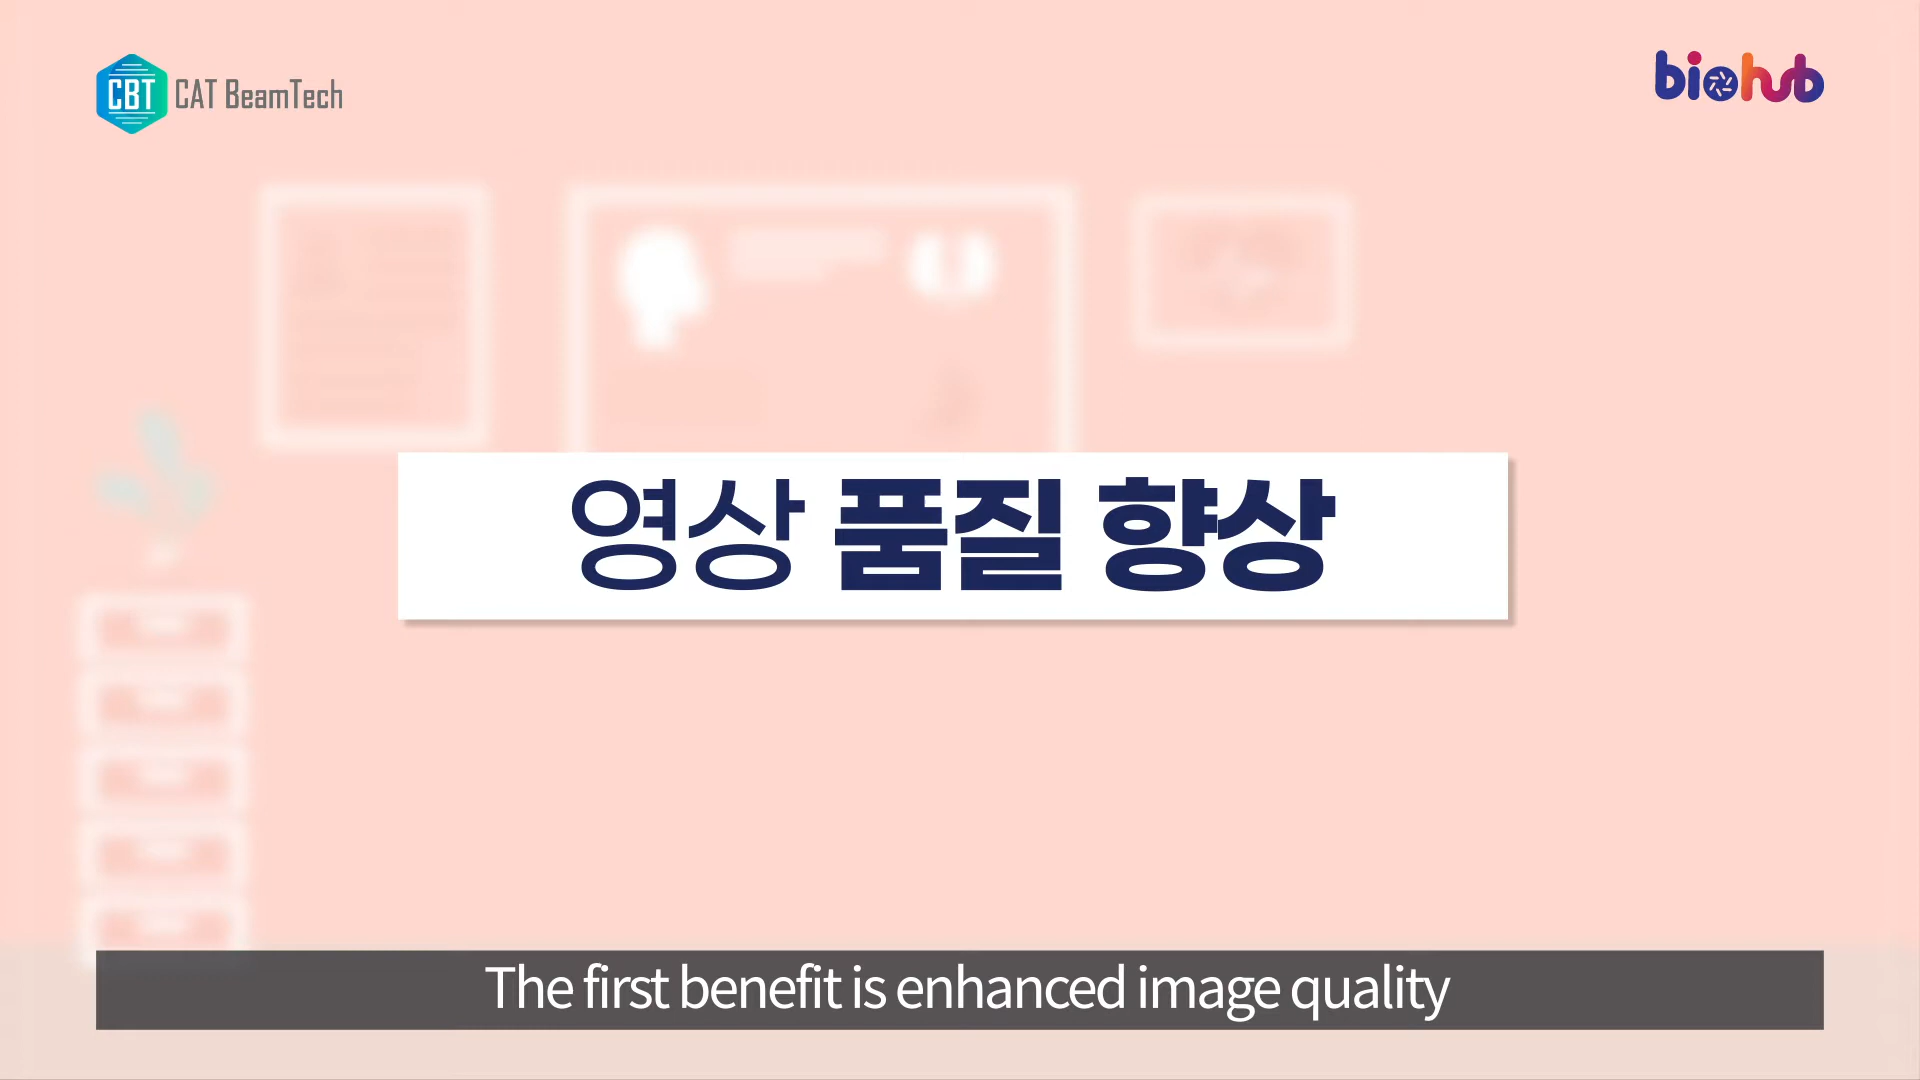 CBT CAT BeamTech
biohub
영상 품질 향상
The first benefit is enhanced image quality